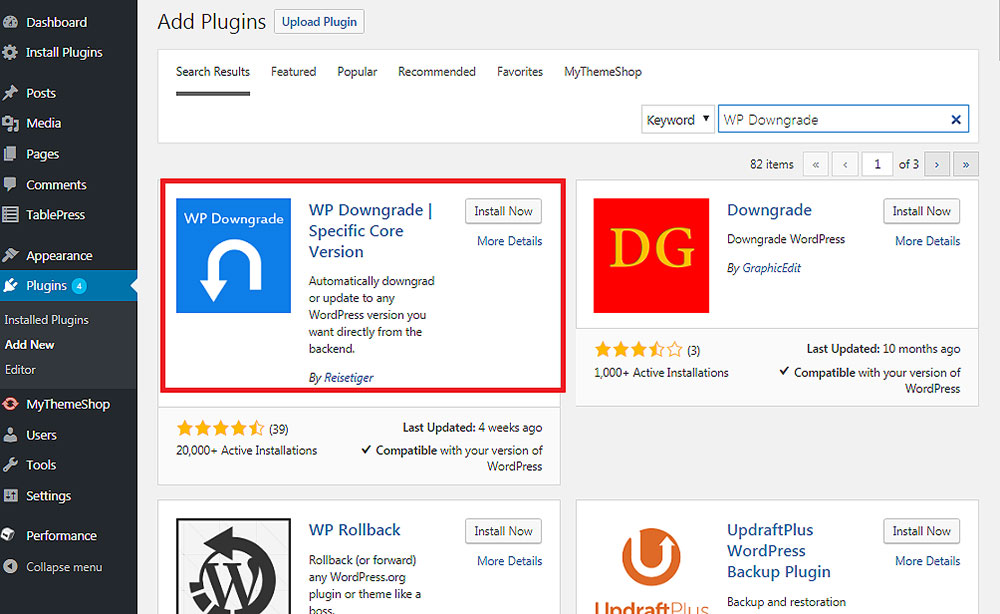 Dashboard
Install Plugins
Posts
Media
Pages
Comments
TablePress
Appearance
Plugins 4
Installed Plugins
Add New
Editor
MyThemeShop
Users
Tools
Settings
Performance
Collapse menu
Add Plugins Upload Plugin
Search Results Featured Popular Recommended Favorites MyThemeShop
Keyword ▼ WP Downgrade ✕
82 items « ‹ 1 of 3 › »
WP Downgrade
WP Downgrade |
Specific Core
Version
Install Now
More Details
Automatically downgrad
or update to any
WordPress version you
want directly from the
backend.
By Reisetiger
(39)
20,000+ Active Installations
Last Updated: 4 weeks ago
✓ Compatible with your version of
WordPress
DG
Downgrade
Install Now
More Details
Downgrade WordPress
By GraphicEdit
(3)
1,000+ Active Installations
Last Updated: 10 months ago
✓ Compatible with your version of
WordPress
WP Rollback
Install Now
More Details
Rollback (or forward)
any WordPress.org
plugin or theme like a
boss.
UpdraftPlus
UpdraftPlus
WordPress
Backup Plugin
Install Now
More Details
Backup and restoration